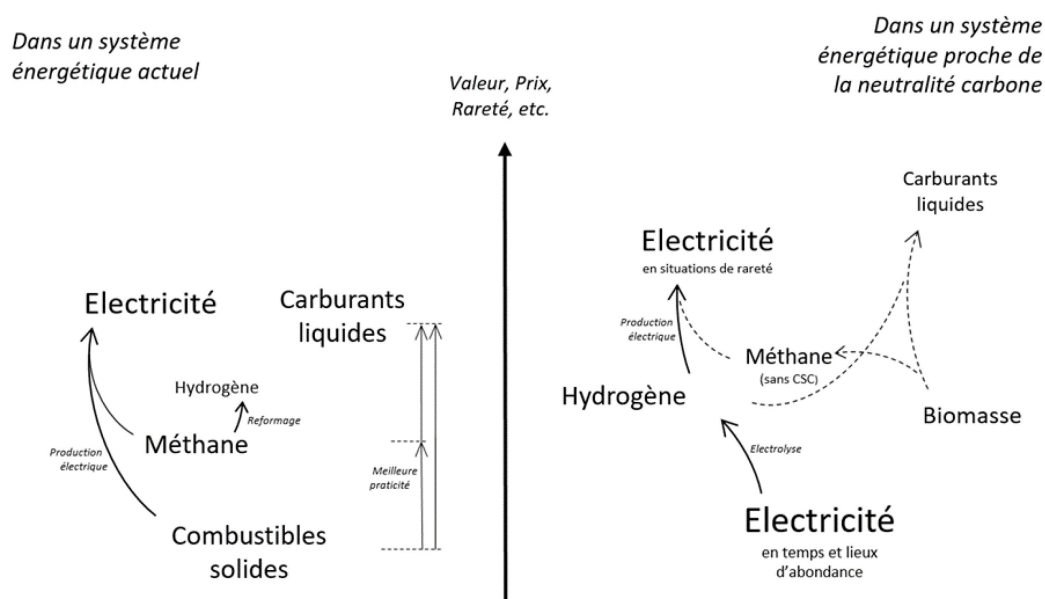 Dans un système
énergétique actuel
Valeur, Prix,
Rareté, etc.
Dans un système
énergétique proche de
la neutralité carbone
Electricité
Carburants
liquides
Hydrogène
Reformage
Méthane
Production
électrique
Meilleure
praticité
Combustibles
solides
Carburants
liquides
Electricité
en situations de rareté
Production
électrique
Méthane
(sans CSC)
Hydrogène
Biomasse
Electrolyse
Electricité
en temps et lieux
d'abondance